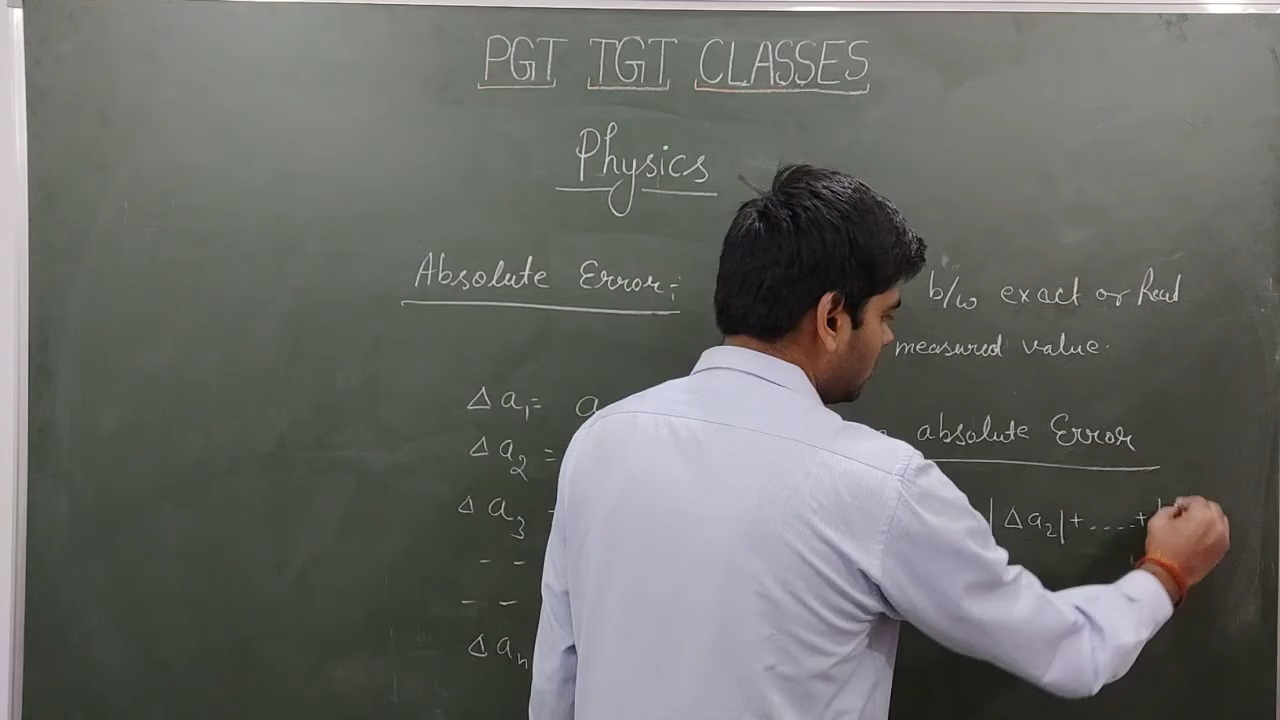 PGT TGT CLASSES
Physics
Absolute Error:-
b/w exact or Real
measured value.
Δa₁ = a
Δa₂ =
Δa₃
- -
- -
Δaₙ
absolute Error
|Δa₂|+....+